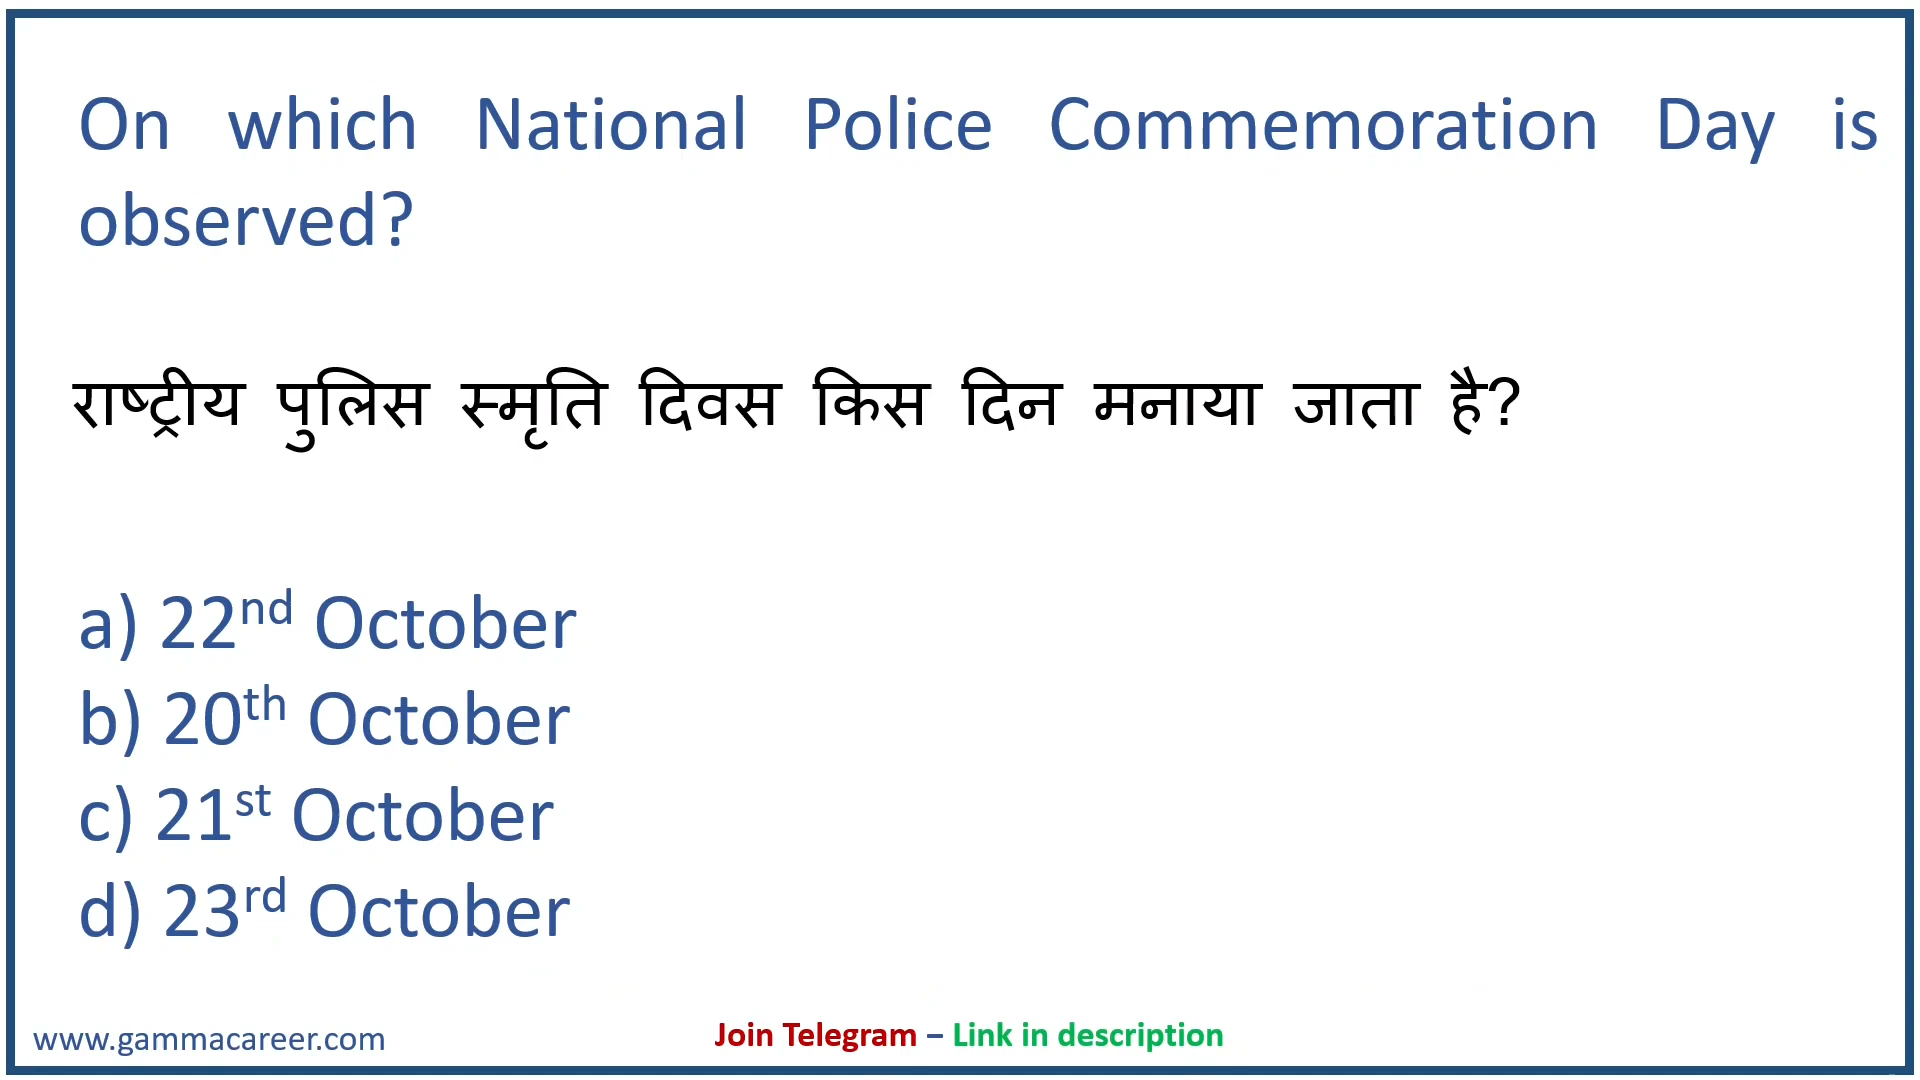 On which National Police Commemoration Day is
observed?
राष्ट्रीय पुलिस स्मृति दिवस किस दिन मनाया जाता है?
a) 22nd October
b) 20th October
c) 21st October
d) 23rd October
www.gammacareer.com
Join Telegram – Link in description